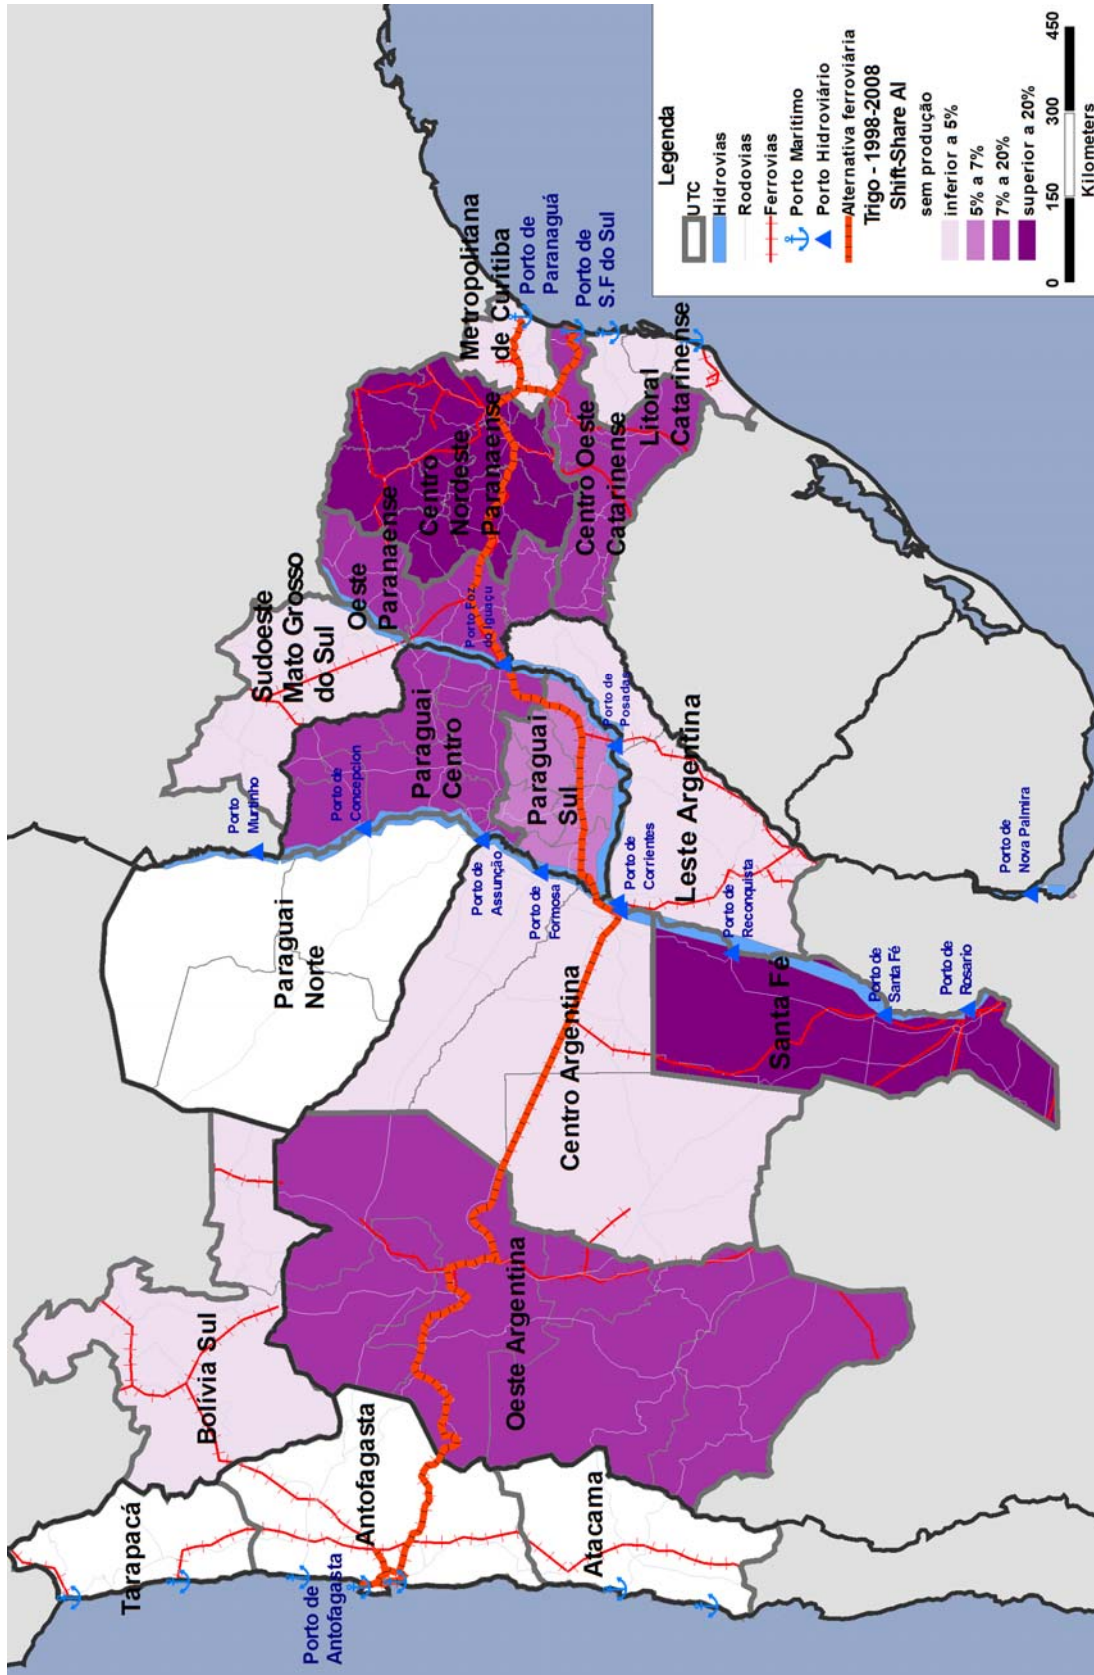 Tarapacá
Porto de
Antofagasta
Antofagasta
Atacama
Bolívia Sul
Oeste Argentina
Paraguai
Norte
Centro Argentina
Santa Fé
Porto
Murtinho
Porto de
Concepcion
Porto de
Assunção
Porto de
Formosa
Porto de
Corrientes
Porto de
Reconquista
Porto de
Santa Fé
Porto de
Rosario
Porto de
Nova Palmira
Leste Argentina
Porto de
Posadas
Paraguai
Centro
Paraguai
Sul
Sudoeste
Mato Grosso
do Sul
Porto Foz
do Iguaçu
Oeste
Paranaense
Centro
Nordeste
Paranaense
Centro Oeste
Catarinense
Litoral
Catarinense
Metropolitana
de Curitiba
Porto de
Paranaguá
Porto de
S.F do Sul
Legenda
UTC
Hidrovias
Rodovias
Ferrovias
Porto Marítimo
Porto Hidroviário
Alternativa ferroviária
Trigo - 1998-2008
Shift-Share AI
sem produção
inferior a 5%
5% a 7%
7% a 20%
superior a 20%
0 150 300 450
Kilometers